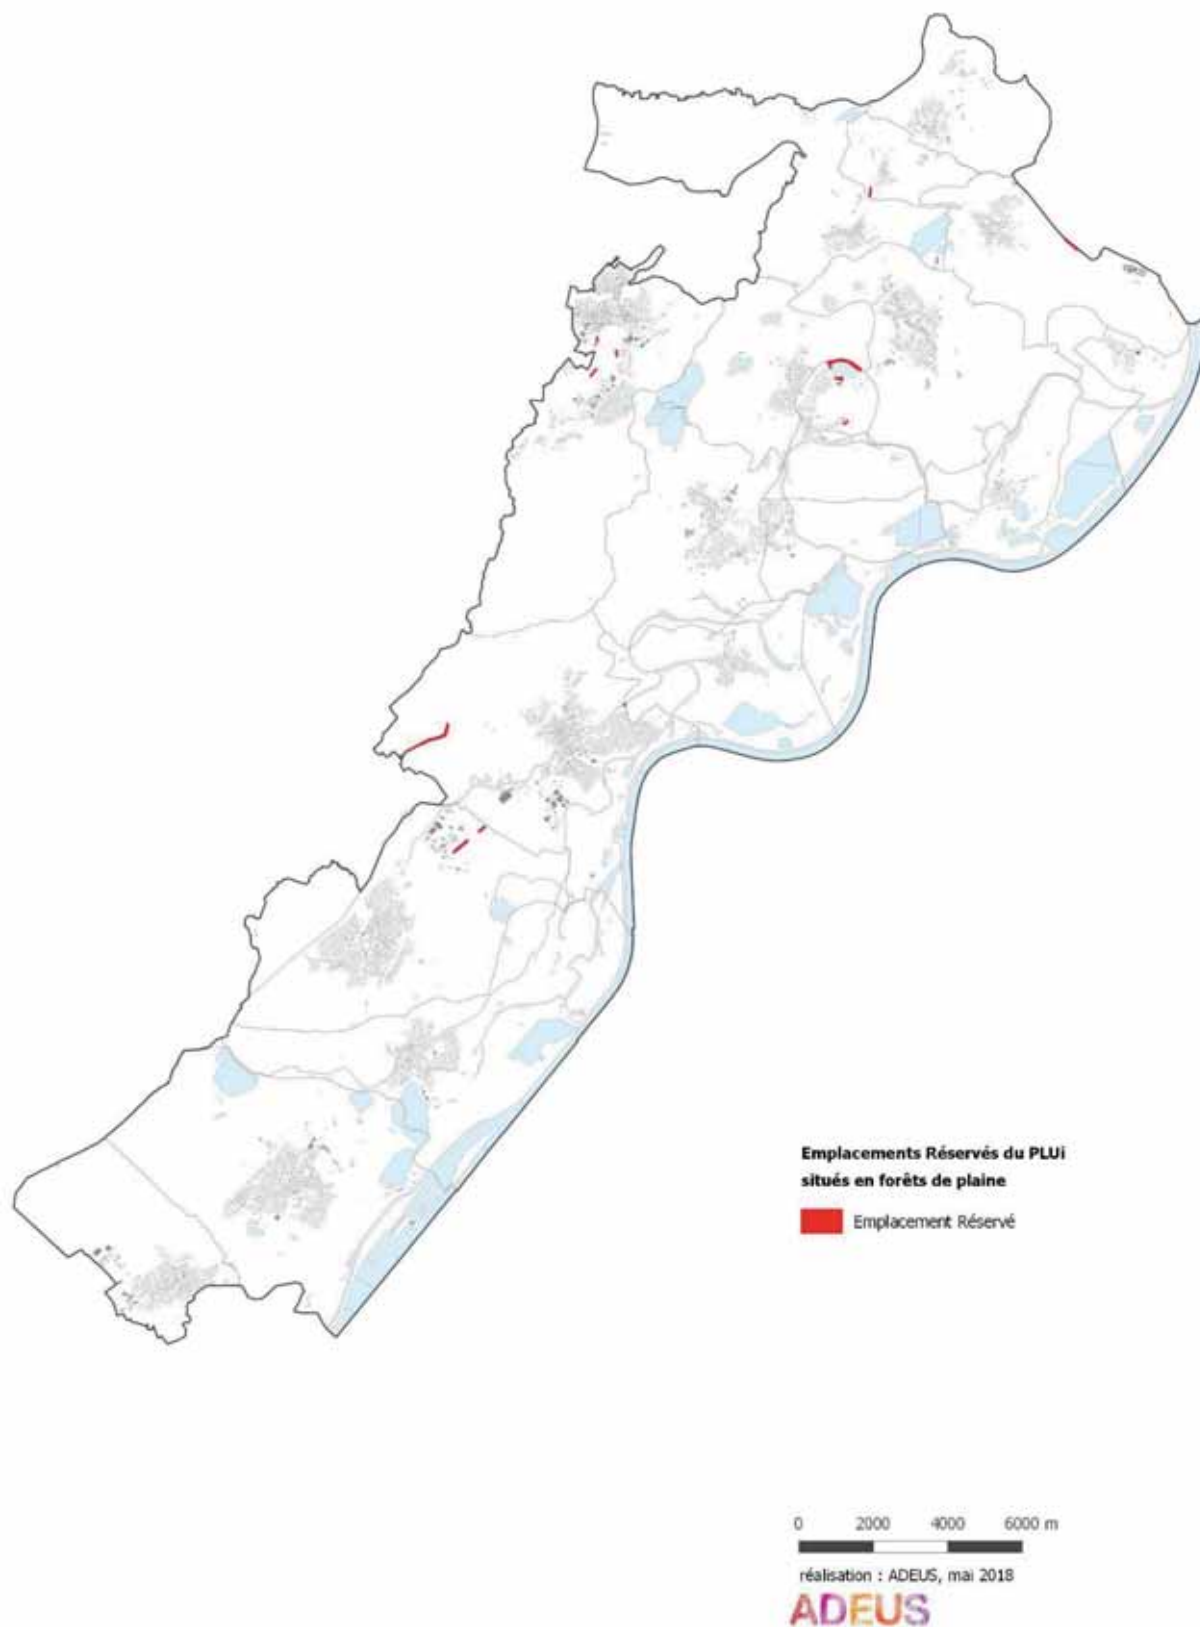 Emplacements Réservés du PLUi
situés en forêts de plaine
Emplacement Réservé
0 2000 4000 6000 m
réalisation : ADEUS, mai 2018
ADEUS